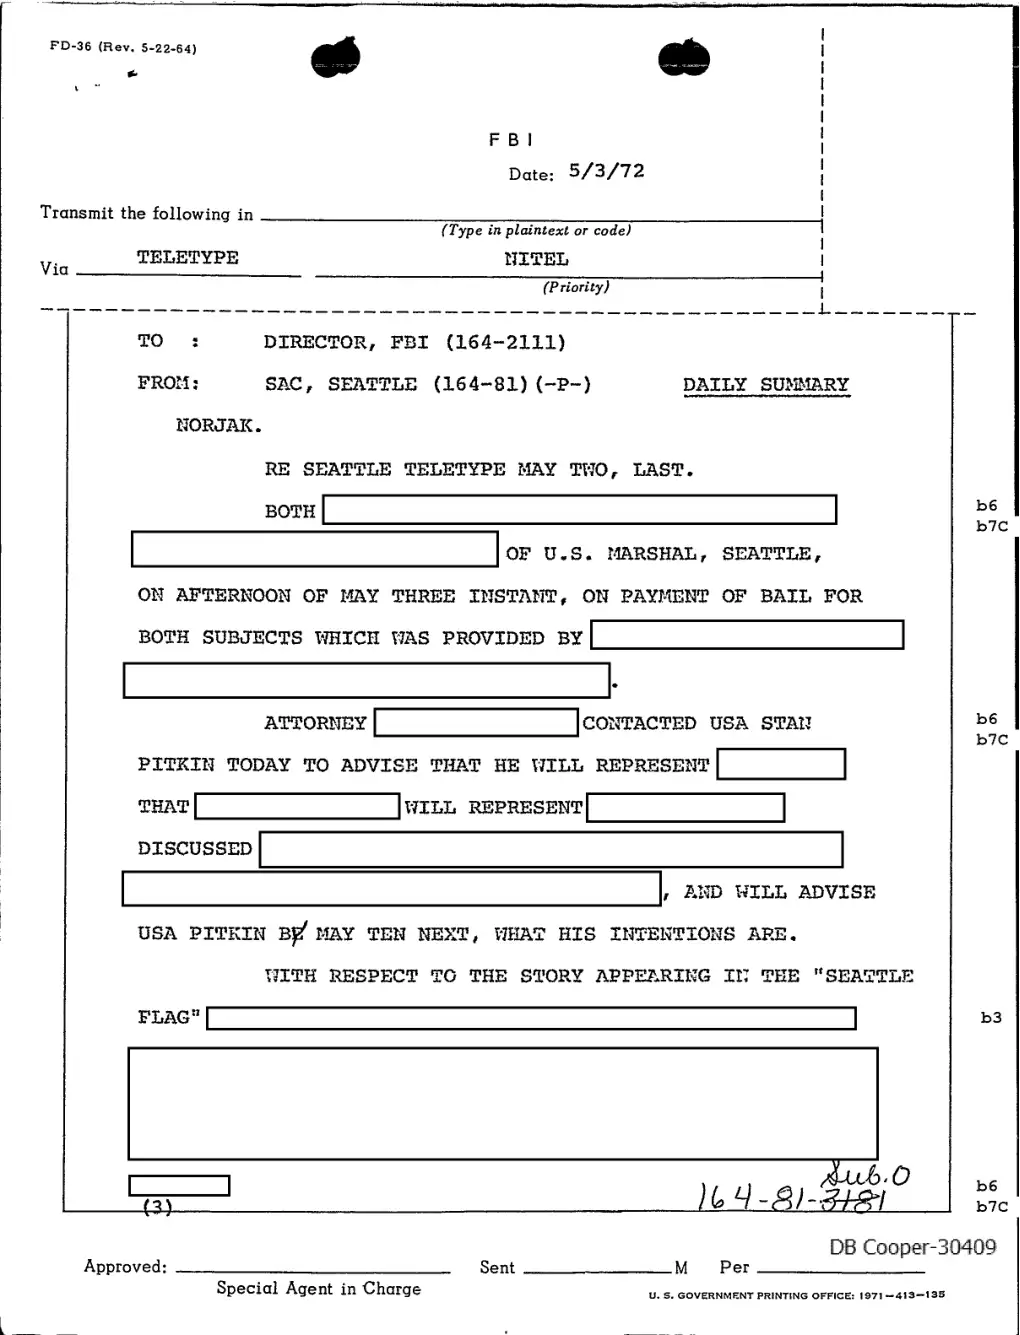 FD-36 (Rev. 5-22-64)
F B I
Date: 5/3/72
Transmit the following in
(Type in plaintext or code)
Via TELETYPE NITEL
(Priority)
TO : DIRECTOR, FBI (164-2111)
FROM: SAC, SEATTLE (164-81)(-P-) DAILY SUMMARY
NORJAK.
RE SEATTLE TELETYPE MAY TWO, LAST.
BOTH
b6
b7C
OF U.S. MARSHAL, SEATTLE,
ON AFTERNOON OF MAY THREE INSTANT, ON PAYMENT OF BAIL FOR
BOTH SUBJECTS WHICH WAS PROVIDED BY
.
ATTORNEY CONTACTED USA STAN
b6
b7C
PITKIN TODAY TO ADVISE THAT HE WILL REPRESENT
THAT WILL REPRESENT
DISCUSSED
, AND WILL ADVISE
USA PITKIN BY MAY TEN NEXT, WHAT HIS INTENTIONS ARE.
WITH RESPECT TO THE STORY APPEARING IN THE "SEATTLE
FLAG"
b3
Sub.O
164-81-3181
b6
b7C
(3)
DB Cooper-30409
Approved: Sent M Per
Special Agent in Charge
U. S. GOVERNMENT PRINTING OFFICE: 1971-413-135